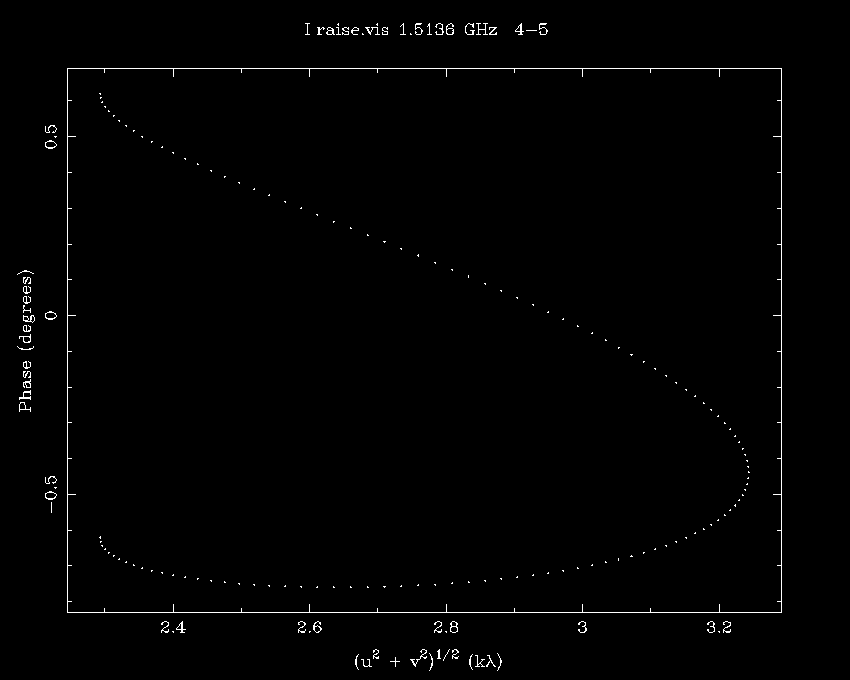 I raise.vis 1.5136 GHz 4−5
0.5
0
−0.5
Phase (degrees)
2.4 2.6 2.8 3 3.2
(u² + v²)¹/² (kλ)